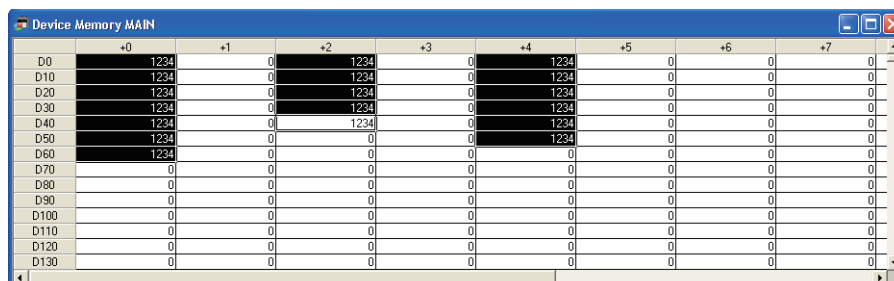 Device Memory MAIN
+0 +1 +2 +3 +4 +5 +6 +7
D0 1234 0 1234 0 1234 0 0 0
D10 1234 0 1234 0 1234 0 0 0
D20 1234 0 1234 0 1234 0 0 0
D30 1234 0 1234 0 1234 0 0 0
D40 1234 0 1234 0 1234 0 0 0
D50 1234 0 0 0 1234 0 0 0
D60 1234 0 0 0 0 0 0 0
D70 0 0 0 0 0 0 0 0
D80 0 0 0 0 0 0 0 0
D90 0 0 0 0 0 0 0 0
D100 0 0 0 0 0 0 0 0
D110 0 0 0 0 0 0 0 0
D120 0 0 0 0 0 0 0 0
D130 0 0 0 0 0 0 0 0